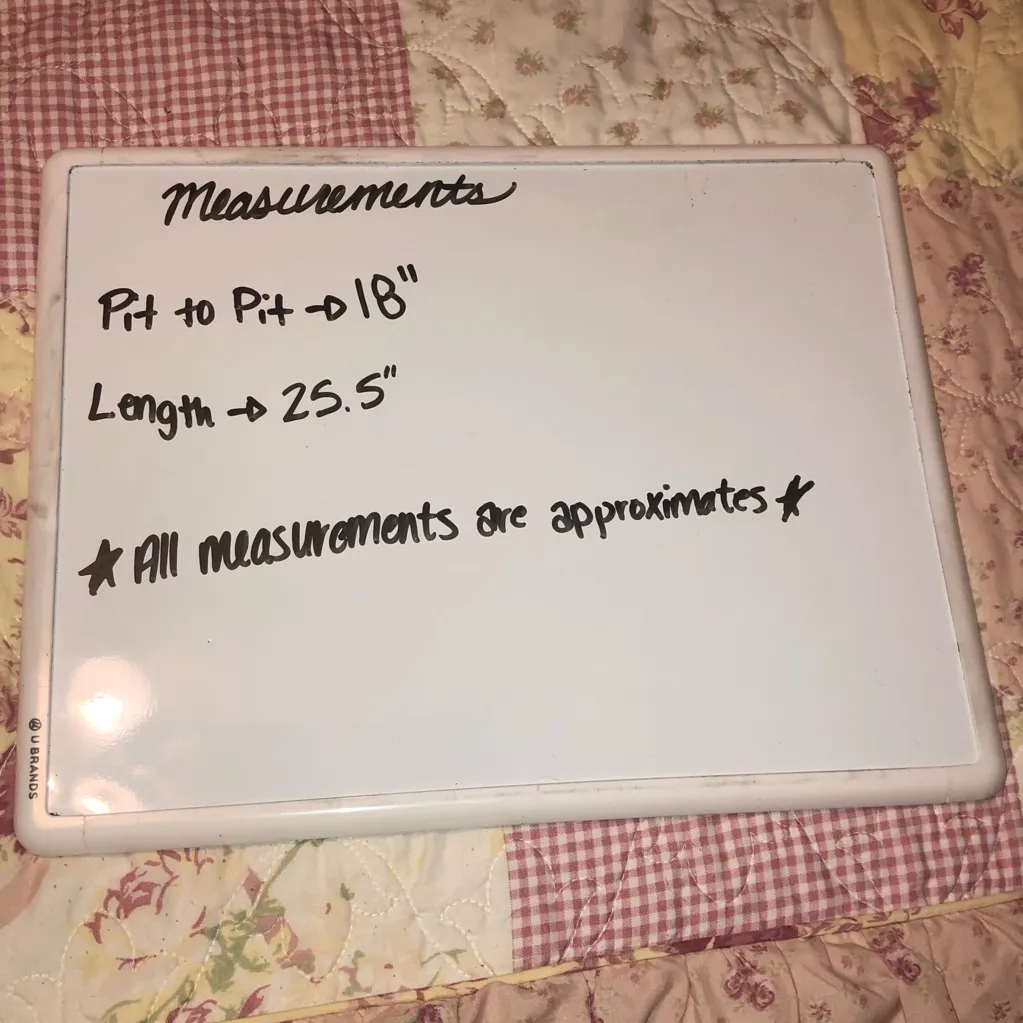 Measurements
Pit to Pit → 18"
Length → 25.5"
★ All measurements are approximates ★
U BRANDS